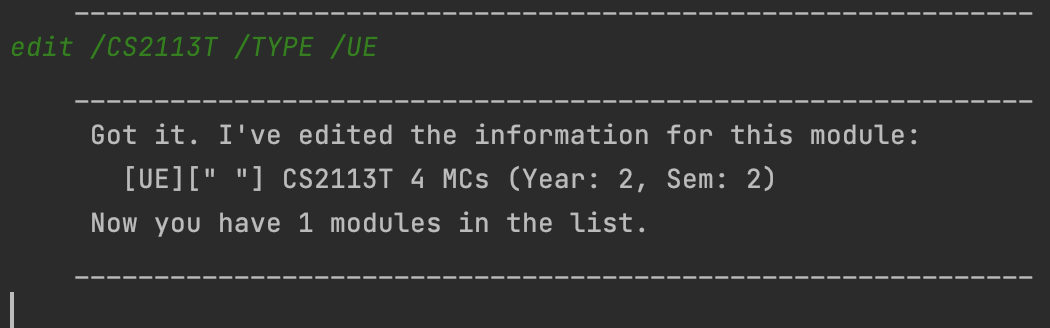 ____________________________________________________________
edit /CS2113T /TYPE /UE
____________________________________________________________
Got it. I've edited the information for this module:
[UE][" "] CS2113T 4 MCs (Year: 2, Sem: 2)
Now you have 1 modules in the list.
____________________________________________________________